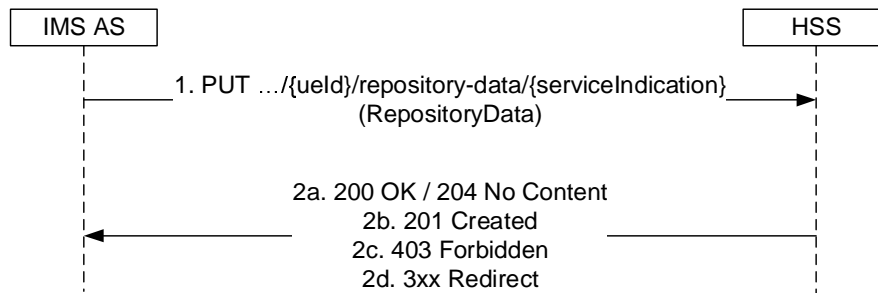 IMS AS
HSS
1. PUT …/{ueId}/repository-data/{serviceIndication}
(RepositoryData)
2a. 200 OK / 204 No Content
2b. 201 Created
2c. 403 Forbidden
2d. 3xx Redirect